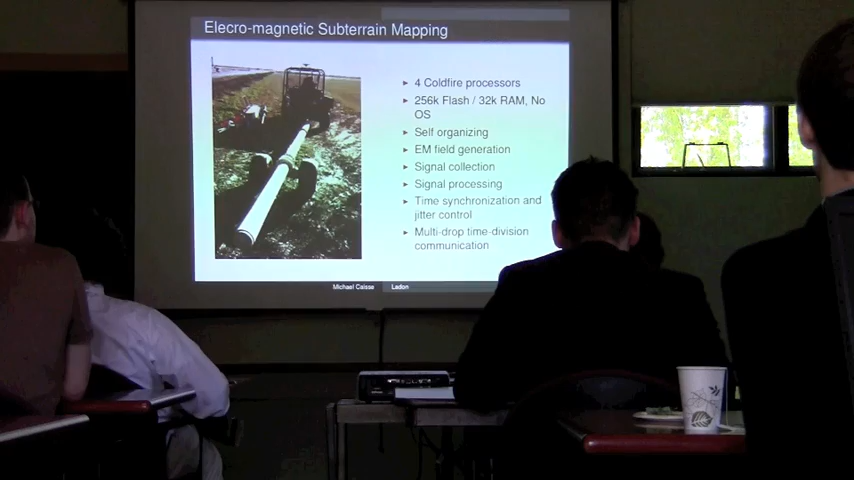 Elecro-magnetic Subterrain Mapping
▸ 4 Coldfire processors
▸ 256k Flash / 32k RAM, No
OS
▸ Self organizing
▸ EM field generation
▸ Signal collection
▸ Signal processing
▸ Time synchronization and
jitter control
▸ Multi-drop time-division
communication
Michael Caisse Ladon